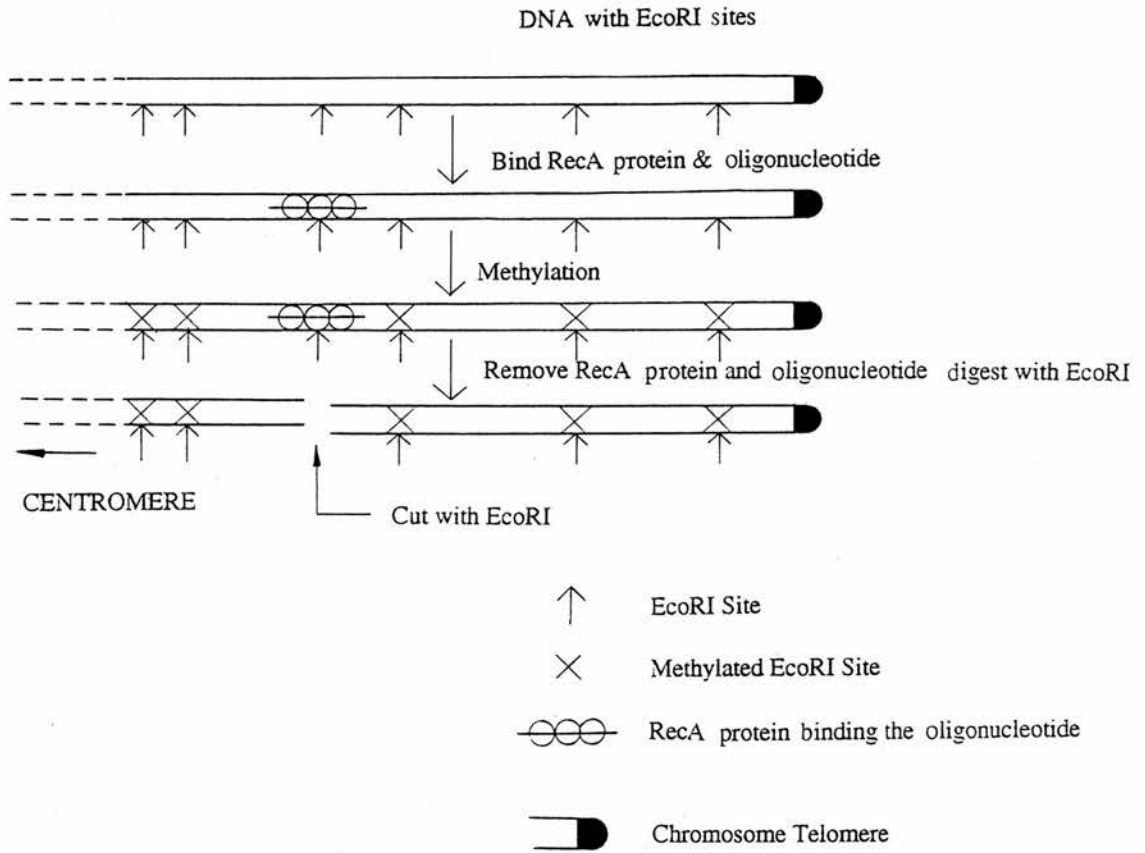 DNA with EcoRI sites
Bind RecA protein & oligonucleotide
Methylation
Remove RecA protein and oligonucleotide digest with EcoRI
CENTROMERE
Cut with EcoRI
EcoRI Site
Methylated EcoRI Site
RecA protein binding the oligonucleotide
Chromosome Telomere